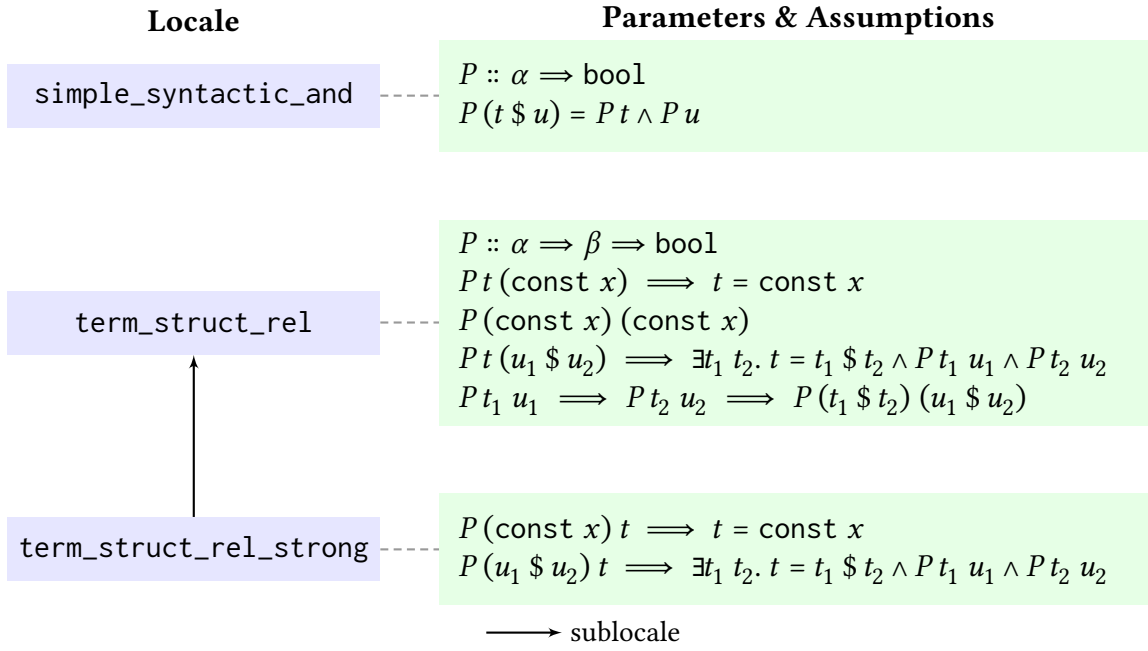 Locale
Parameters & Assumptions
simple_syntactic_and
P :: α ⟹ bool
P (t $ u) = P t ∧ P u
term_struct_rel
P :: α ⟹ β ⟹ bool
P t (const x) ⟹ t = const x
P (const x) (const x)
P t (u₁ $ u₂) ⟹ ∃t₁ t₂. t = t₁ $ t₂ ∧ P t₁ u₁ ∧ P t₂ u₂
P t₁ u₁ ⟹ P t₂ u₂ ⟹ P (t₁ $ t₂) (u₁ $ u₂)
term_struct_rel_strong
P (const x) t ⟹ t = const x
P (u₁ $ u₂) t ⟹ ∃t₁ t₂. t = t₁ $ t₂ ∧ P t₁ u₁ ∧ P t₂ u₂
sublocale